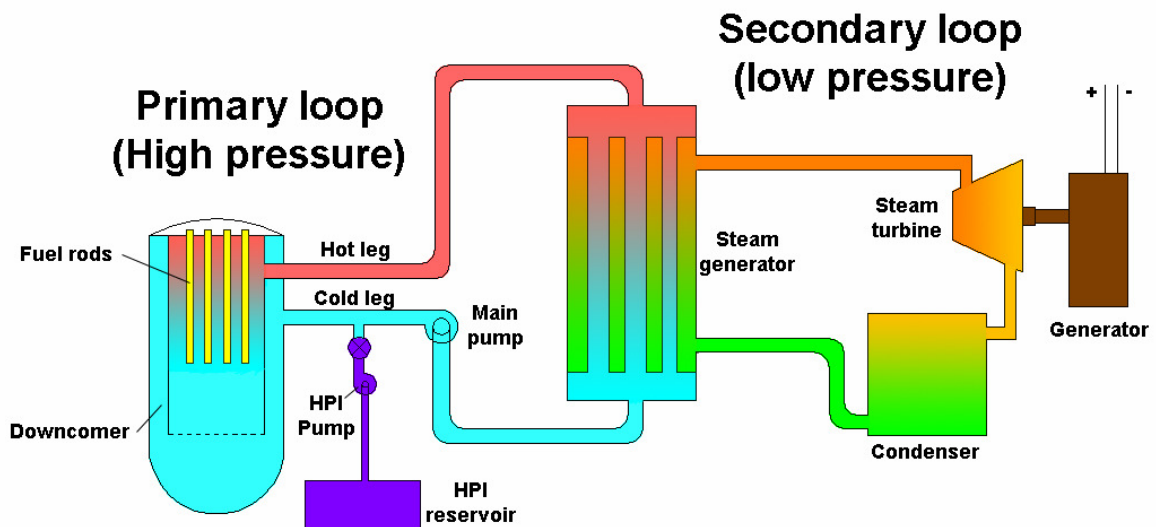 Secondary loop
(low pressure)
Primary loop
(High pressure)
+ -
Fuel rods
Hot leg
Cold leg
Main
pump
Steam
generator
Steam
turbine
Generator
HPI
Pump
Downcomer
Condenser
HPI
reservoir